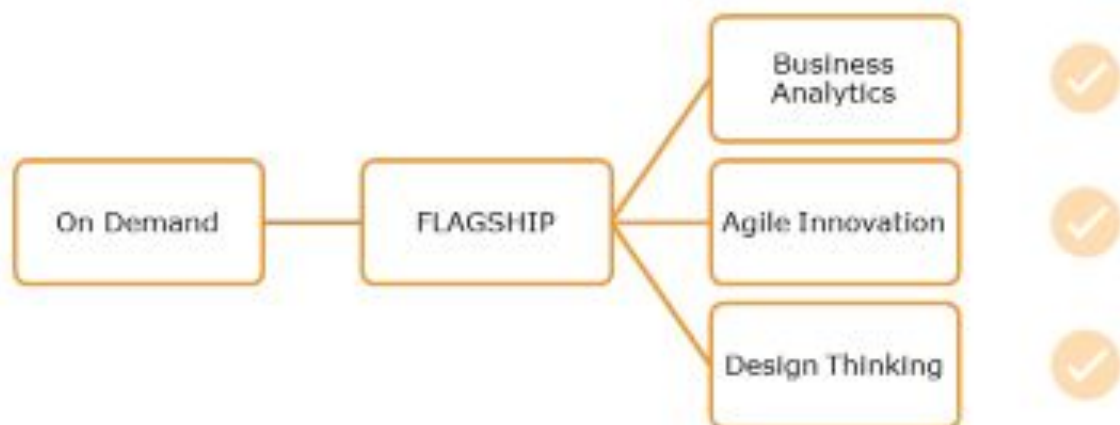 On Demand
FLAGSHIP
Business
Analytics
Agile Innovation
Design Thinking